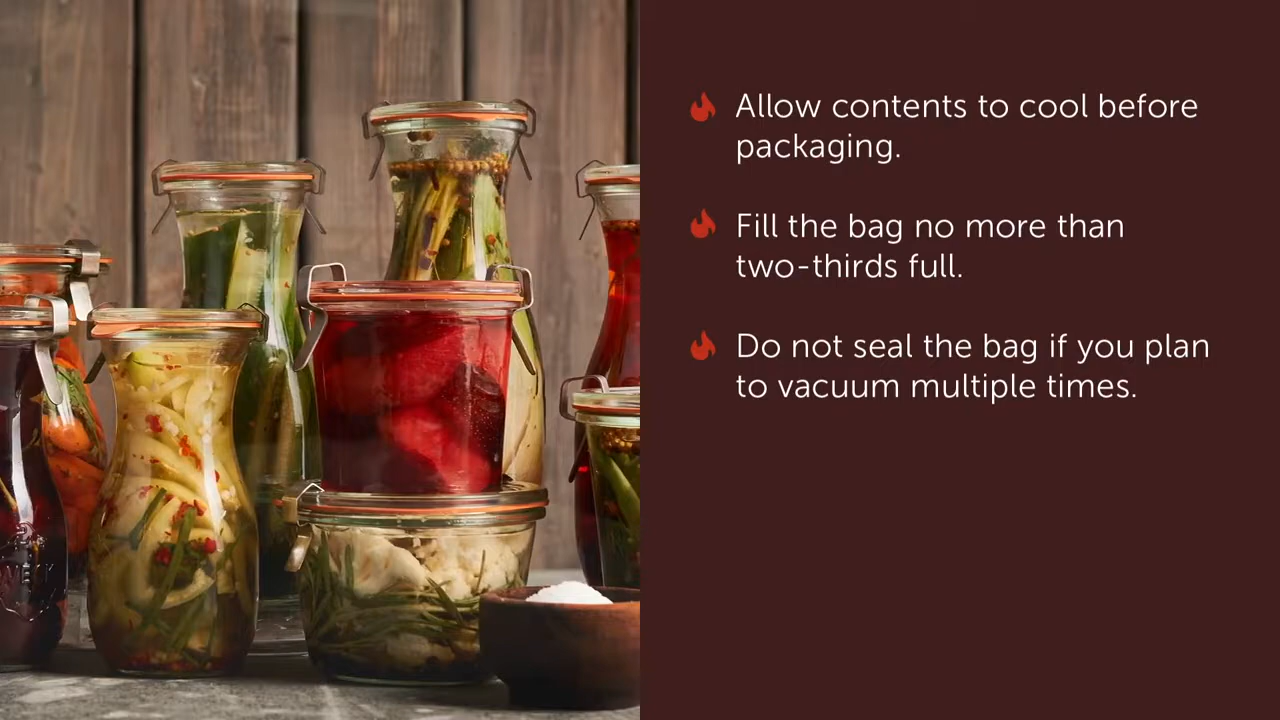 Allow contents to cool before
packaging.
Fill the bag no more than
two-thirds full.
Do not seal the bag if you plan
to vacuum multiple times.